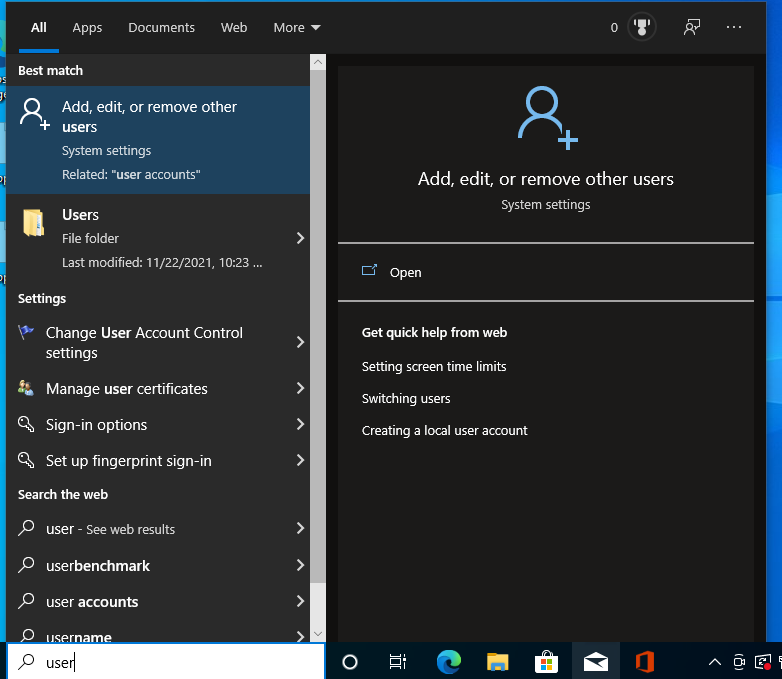 All Apps Documents Web More 0 ...
Best match
Add, edit, or remove other
users
System settings
Related: "user accounts"
Users
File folder
Last modified: 11/22/2021, 10:23 ...
Settings
Change User Account Control
settings
Manage user certificates
Sign-in options
Set up fingerprint sign-in
Search the web
user - See web results
userbenchmark
user accounts
username
user
Add, edit, or remove other users
System settings
Open
Get quick help from web
Setting screen time limits
Switching users
Creating a local user account